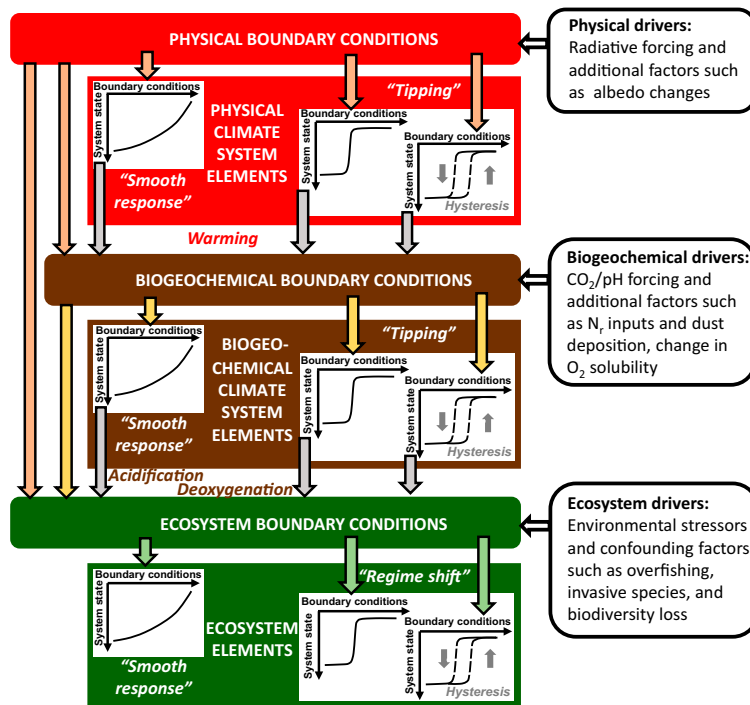 PHYSICAL BOUNDARY CONDITIONS
Physical drivers:
Radiative forcing and
additional factors such
as albedo changes
Boundary conditions
System state
"Smooth
response"
PHYSICAL
CLIMATE
SYSTEM
ELEMENTS
"Tipping"
Boundary conditions
System state
Boundary conditions
System state
Hysteresis
Warming
BIOGEOCHEMICAL BOUNDARY CONDITIONS
Biogeochemical drivers:
CO₂/pH forcing and
additional factors such
as Nᵣ inputs and dust
deposition, change in
O₂ solubility
Boundary conditions
System state
"Smooth
response"
BIOGEO-
CHEMICAL
CLIMATE
SYSTEM
ELEMENTS
"Tipping"
Boundary conditions
System state
Boundary conditions
System state
Hysteresis
Acidification
Deoxygenation
ECOSYSTEM BOUNDARY CONDITIONS
Ecosystem drivers:
Environmental stressors
and confounding factors
such as overfishing,
invasive species, and
biodiversity loss
Boundary conditions
System state
"Smooth
response"
ECOSYSTEM
ELEMENTS
"Regime shift"
Boundary conditions
System state
Boundary conditions
System state
Hysteresis